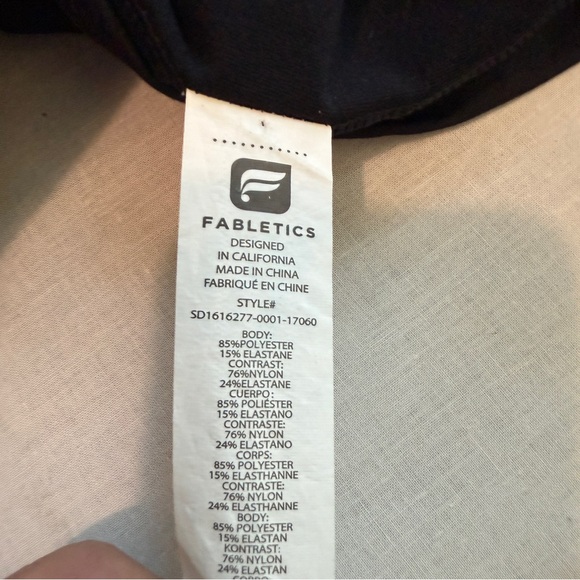 FABLETICS
DESIGNED
IN CALIFORNIA
MADE IN CHINA
FABRIQUÉ EN CHINE
STYLE#
SD1616277-0001-17060
BODY:
85%POLYESTER
15% ELASTANE
CONTRAST:
76%NYLON
24%ELASTANE
CUERPO:
85% POLIÉSTER
15% ELASTANO
CONTRASTE:
76% NYLON
24% ELASTANO
CORPS:
85% POLYESTER
15% ELASTHANNE
CONTRASTE:
76% NYLON
24% ELASTHANNE
BODY:
85% POLYESTER
15% ELASTAN
KONTRAST:
76% NYLON
24% ELASTAN